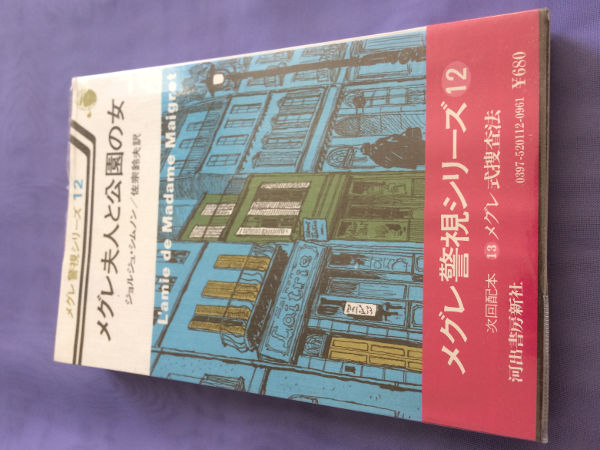 メグレ警視シリーズ 12
メグレ夫人と公園の女
ジョルジュ・シムノン/佐宗鈴夫訳
L'amie de Madame Maigret
Laiterie
メグレ警視シリーズ 12
次回配本 13 メグレ式捜査法
河出書房新社
0397-520112-0961 ¥680